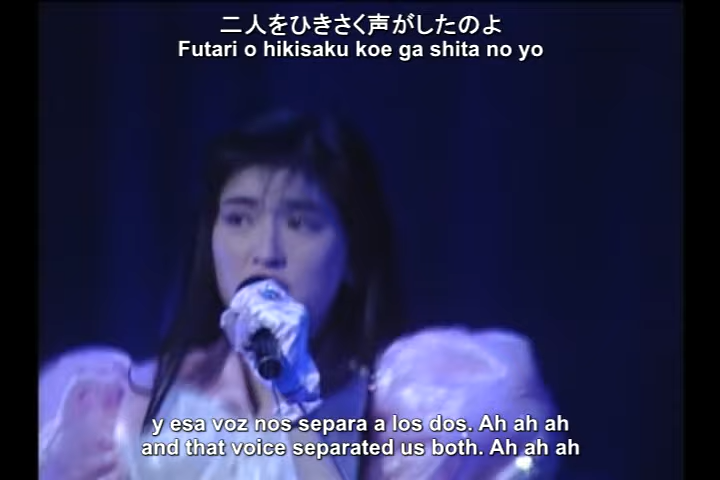 二人をひきさく声がしたのよ
Futari o hikisaku koe ga shita no yo
y esa voz nos separa a los dos. Ah ah ah
and that voice separated us both. Ah ah ah